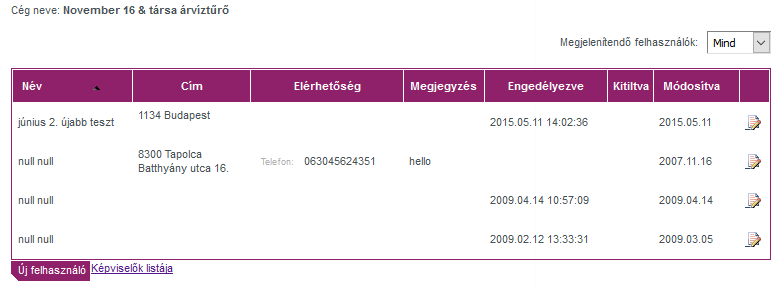 Cég neve: November 16 & társa árvíztűrő
Megjelenítendő felhasználók: Mind
Név Cím Elérhetőség Megjegyzés Engedélyezve Kitiltva Módosítva
június 2. újabb teszt 1134 Budapest 2015.05.11 14:02:36 2015.05.11
null null 8300 Tapolca Telefon: 063045624351 hello 2007.11.16
Batthyány utca 16.
null null 2009.04.14 10:57:09 2009.04.14
null null 2009.02.12 13:33:31 2009.03.05
Új felhasználó Képviselők listája